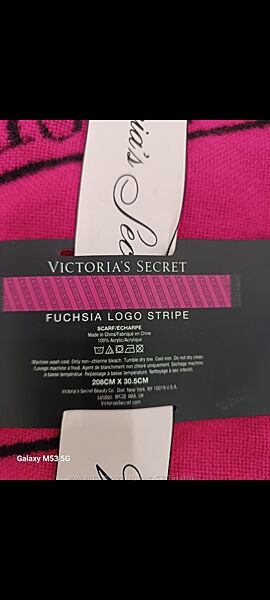 ria's Sec
VICTORIA'S SECRET
FUCHSIA LOGO STRIPE
SCARF/ÉCHARPE
Made in China/Fabriqué en Chine
100% Acrylic/Acrylique
Machine wash cold. Only non-chlorine bleach. Tumble dry low. Cool iron. Do not dry clean.
/Lavage machine à froid. Agent de blanchiment non chloré uniquement. Séchage machine
à basse température. Repassage à basse température. Nettoyage à sec interdit.
208CM X 30.5CM
Victoria's Secret Beauty Co., Dist. New York, NY 10019 U.S.A.
London, WC2E 9BA, UK
VictoriasSecret.com
Galaxy M53 5G